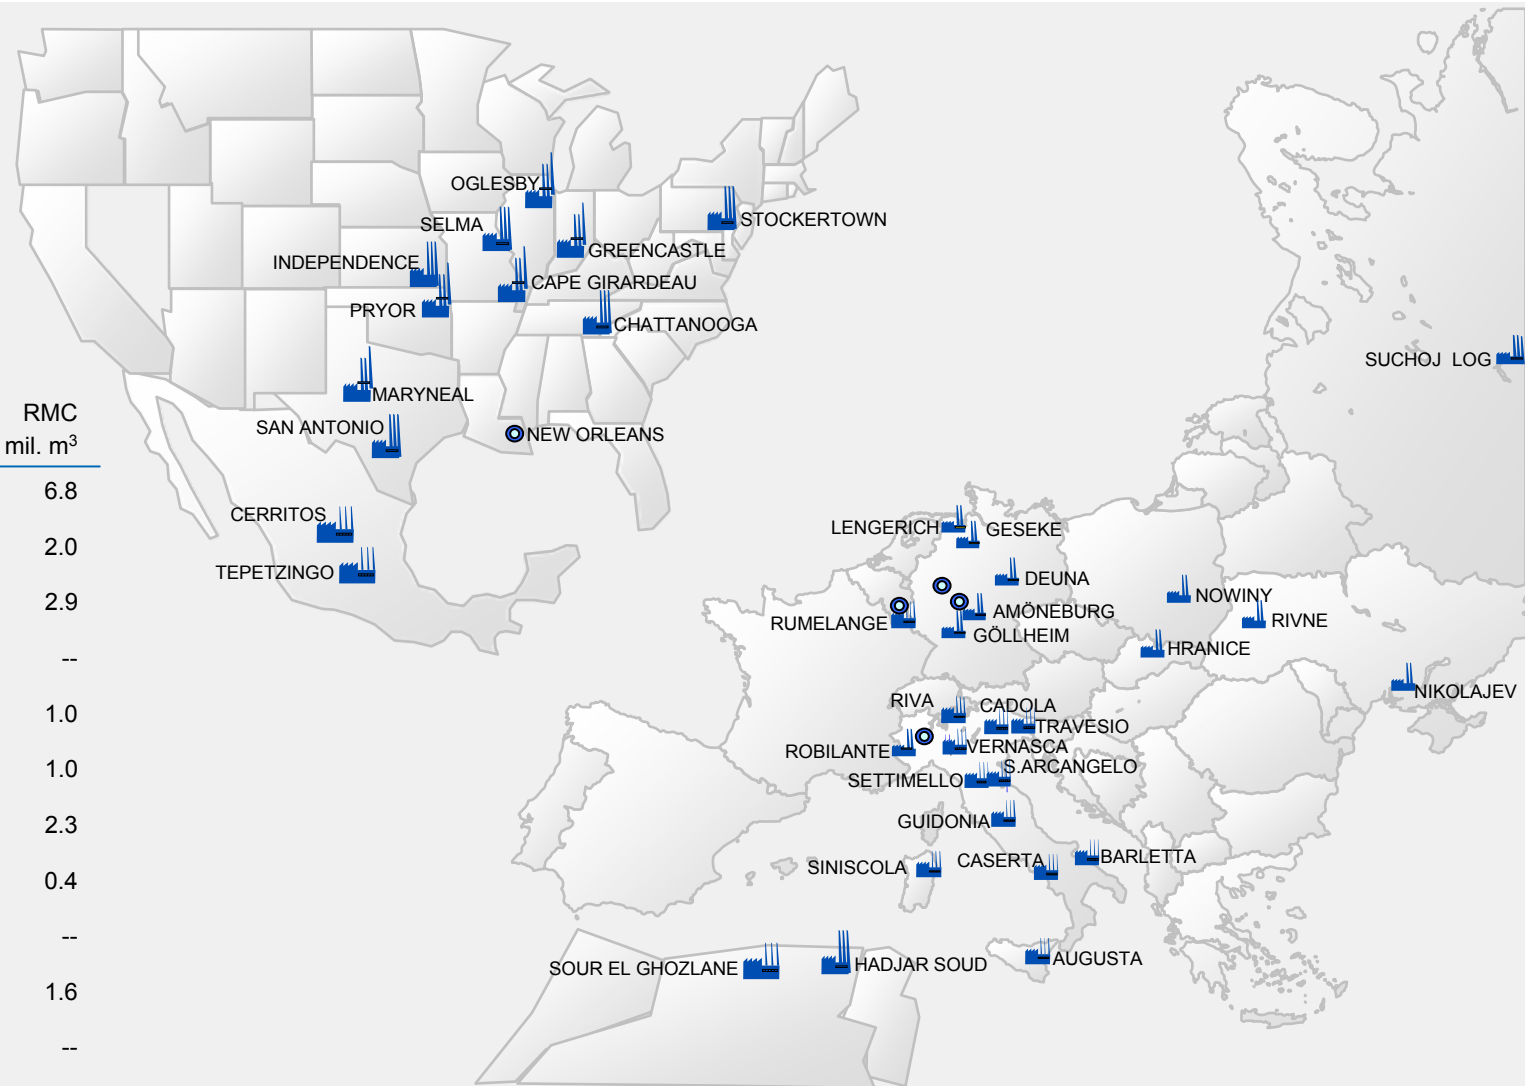 OGLESBY
SELMA
STOCKERTOWN
GREENCASTLE
INDEPENDENCE
CAPE GIRARDEAU
PRYOR
CHATTANOOGA
MARYNEAL
SAN ANTONIO
NEW ORLEANS
CERRITOS
TEPETZINGO
RMC
mil. m³
6.8
2.0
2.9
--
1.0
1.0
2.3
0.4
--
1.6
--
SUCHOJ LOG
LENGERICH
GESEKE
DEUNA
NOWINY
AMÖNEBURG
RUMELANGE
RIVNE
GÖLLHEIM
HRANICE
NIKOLAJEV
RIVA
CADOLA
TRAVESIO
ROBILANTE
VERNASCA
S.ARCANGELO
SETTIMELLO
GUIDONIA
BARLETTA
CASERTA
SINISCOLA
AUGUSTA
HADJAR SOUD
SOUR EL GHOZLANE